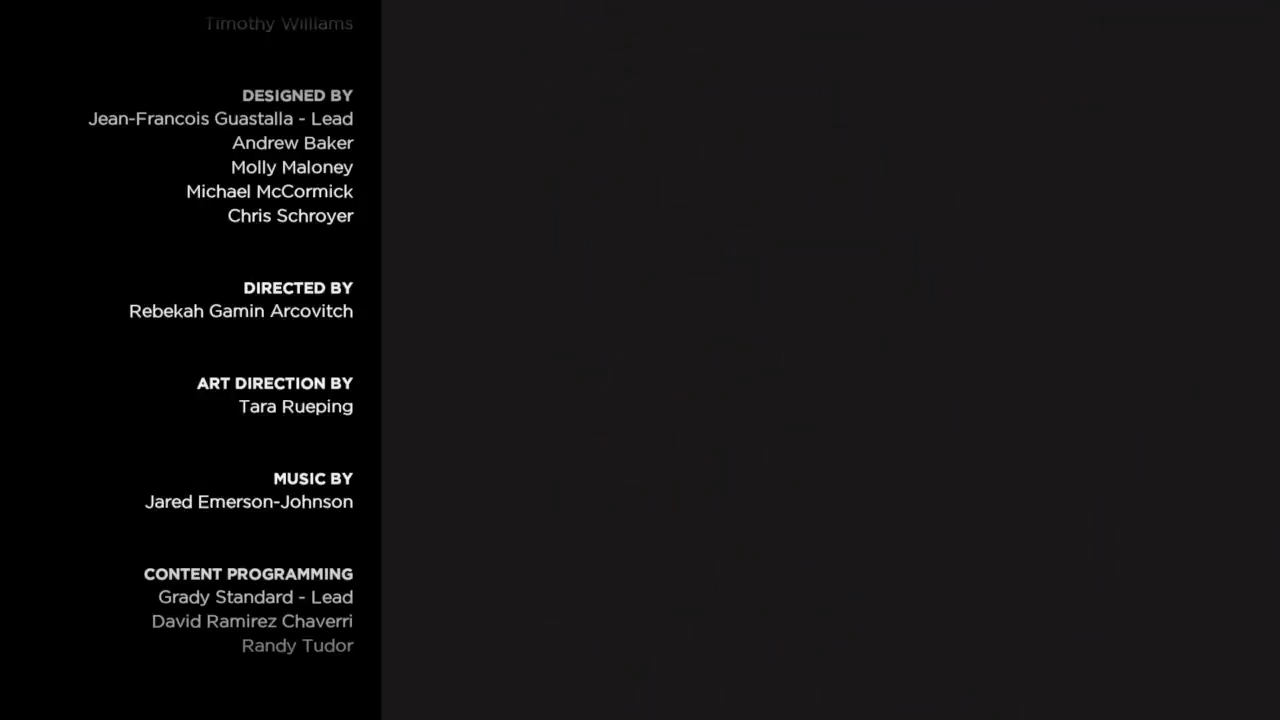 Timothy Williams
DESIGNED BY
Jean-Francois Guastalla - Lead
Andrew Baker
Molly Maloney
Michael McCormick
Chris Schroyer
DIRECTED BY
Rebekah Gamin Arcovitch
ART DIRECTION BY
Tara Rueping
MUSIC BY
Jared Emerson-Johnson
CONTENT PROGRAMMING
Grady Standard - Lead
David Ramirez Chaverri
Randy Tudor